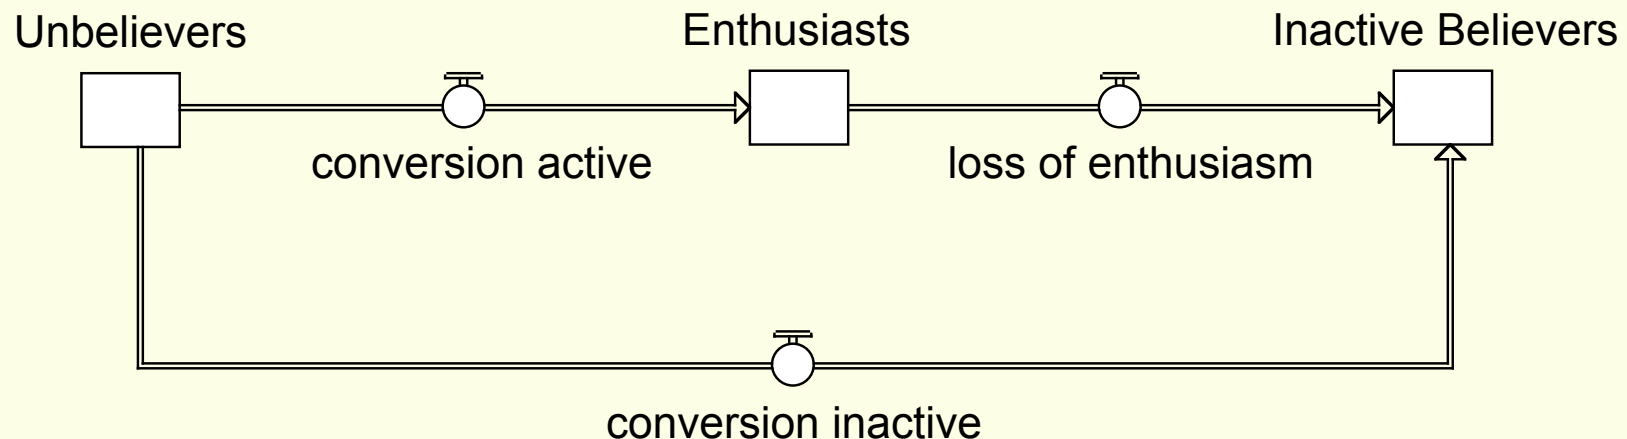 Unbelievers
Enthusiasts
Inactive Believers
conversion active
loss of enthusiasm
conversion inactive